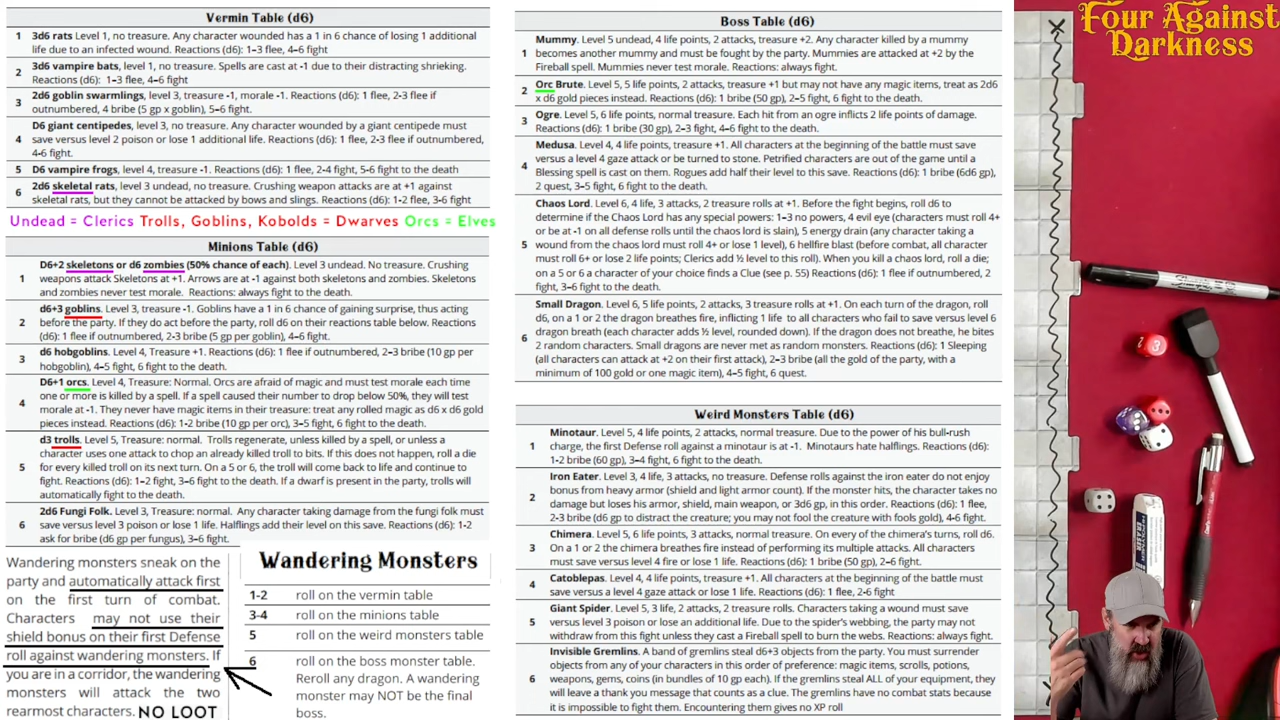 Vermin Table (d6)
1 3d6 rats Level 1, no treasure. Any character wounded has a 1 in 6 chance of losing 1 additional
life due to an infected wound. Reactions (d6): 1–3 flee, 4–6 fight
2 3d6 vampire bats, level 1, no treasure. Spells are cast at -1 due to their distracting shrieking.
Reactions (d6): 1–3 flee, 4–6 fight
3 2d6 goblin swarmlings, level 3, treasure -1, morale -1. Reactions (d6): 1 flee, 2-3 flee if
outnumbered, 4 bribe (5 gp x goblin), 5–6 fight.
4 D6 giant centipedes, level 3, no treasure. Any character wounded by a giant centipede must
save versus level 2 poison or lose 1 additional life. Reactions (d6): 1 flee, 2-3 flee if outnumbered,
4–6 fight.
5 D6 vampire frogs, level 4, treasure -1. Reactions (d6): 1 flee, 2-4 fight, 5-6 fight to the death
6 2d6 skeletal rats, level 3 undead, no treasure. Crushing weapon attacks are at +1 against
skeletal rats, but they cannot be attacked by bows and slings. Reactions (d6): 1-2 flee, 3-6 fight
Undead = Clerics Trolls, Goblins, Kobolds = Dwarves Orcs = Elves
Minions Table (d6)
1 D6+2 skeletons or d6 zombies (50% chance of each). Level 3 undead. No treasure. Crushing
weapons attack Skeletons at +1. Arrows are at -1 against both skeletons and zombies. Skeletons
and zombies never test morale. Reactions: always fight to the death.
2 d6+3 goblins. Level 3, treasure -1. Goblins have a 1 in 6 chance of gaining surprise, thus acting
before the party. If they do act before the party, roll d6 on their reactions table below. Reactions
(d6): 1 flee if outnumbered, 2-3 bribe (5 gp per goblin), 4–6 fight.
3 d6 hobgoblins. Level 4, Treasure +1. Reactions (d6): 1 flee if outnumbered, 2–3 bribe (10 gp per
hobgoblin), 4–5 fight, 6 fight to the death.
4 D6+1 orcs. Level 4, Treasure: Normal. Orcs are afraid of magic and must test morale each time
one or more is killed by a spell. If a spell caused their number to drop below 50%, they will test
morale at -1. They never have magic items in their treasure: treat any rolled magic as d6 x d6 gold
pieces instead. Reactions (d6): 1-2 bribe (10 gp per orc), 3–5 fight, 6 fight to the death.
5 d3 trolls. Level 5, Treasure: normal. Trolls regenerate, unless killed by a spell, or unless a
character uses one attack to chop an already killed troll to bits. If this does not happen, roll a die
for every killed troll on its next turn. On a 5 or 6, the troll will come back to life and continue to
fight. Reactions (d6): 1–2 fight, 3–6 fight to the death. If a dwarf is present in the party, trolls will
automatically fight to the death.
6 2d6 Fungi Folk. Level 3, Treasure: normal. Any character taking damage from the fungi folk must
save versus level 3 poison or lose 1 life. Halflings add their level on this save. Reactions (d6): 1-2
ask for bribe (d6 gp per fungus), 3–6 fight.
Wandering monsters sneak on the
party and automatically attack first
on the first turn of combat.
Characters may not use their
shield bonus on their first Defense
roll against wandering monsters. If
you are in a corridor, the wandering
monsters will attack the two
rearmost characters. NO LOOT
Wandering Monsters
1-2 roll on the vermin table
3-4 roll on the minions table
5 roll on the weird monsters table
6 roll on the boss monster table.
Reroll any dragon. A wandering
monster may NOT be the final
boss.
Boss Table (d6)
1 Mummy. Level 5 undead, 4 life points, 2 attacks, treasure +2. Any character killed by a mummy
becomes another mummy and must be fought by the party. Mummies are attacked at +2 by the
Fireball spell. Mummies never test morale. Reactions: always fight.
2 Orc Brute. Level 5, 5 life points, 2 attacks, treasure +1 but may not have any magic items, treat as 2d6
x d6 gold pieces instead. Reactions (d6): 1 bribe (50 gp), 2–5 fight, 6 fight to the death.
3 Ogre. Level 5, 6 life points, normal treasure. Each hit from an ogre inflicts 2 life points of damage.
Reactions (d6): 1 bribe (30 gp), 2–3 fight, 4–6 fight to the death.
4 Medusa. Level 4, 4 life points, treasure +1. All characters at the beginning of the battle must save
versus a level 4 gaze attack or be turned to stone. Petrified characters are out of the game until a
Blessing spell is cast on them. Rogues add half their level to this save. Reactions (d6): 1 bribe (6d6 gp),
2 quest, 3–5 fight, 6 fight to the death.
5 Chaos Lord. Level 6, 4 life, 3 attacks, 2 treasure rolls at +1. Before the fight begins, roll d6 to
determine if the Chaos Lord has any special powers: 1–3 no powers, 4 evil eye (characters must roll 4+
or be at -1 on all defense rolls until the chaos lord is slain), 5 energy drain (any character taking a
wound from the chaos lord must roll 4+ or lose 1 level), 6 hellfire blast (before combat, all character
must roll 6+ or lose 2 life points; Clerics add ½ level to this roll). When you kill a chaos lord, roll a die;
on a 5 or 6 a character of your choice finds a Clue (see p. 55) Reactions (d6): 1 flee if outnumbered, 2
fight, 3–6 fight to the death.
6 Small Dragon. Level 6, 5 life points, 2 attacks, 3 treasure rolls at +1. On each turn of the dragon, roll
d6, on a 1 or 2 the dragon breathes fire, inflicting 1 life to all characters who fail to save versus level 6
dragon breath (each character adds ½ level, rounded down). If the dragon does not breathe, he bites
2 random characters. Small dragons are never met as random monsters. Reactions (d6): 1 Sleeping
(all characters can attack at +2 on their first attack), 2–3 bribe (all the gold of the party, with a
minimum of 100 gold or one magic item), 4–5 fight, 6 quest.
Weird Monsters Table (d6)
1 Minotaur. Level 5, 4 life points, 2 attacks, normal treasure. Due to the power of his bull-rush
charge, the first Defense roll against a minotaur is at -1. Minotaurs hate halflings. Reactions (d6):
1-2 bribe (60 gp), 3–4 fight, 6 fight to the death.
2 Iron Eater. Level 3, 4 life, 3 attacks, no treasure. Defense rolls against the iron eater do not enjoy
bonus from heavy armor (shield and light armor count). If the monster hits, the character takes no
damage but loses his armor, shield, main weapon, or 3d6 gp, in this order. Reactions (d6): 1 flee,
2–3 bribe (d6 gp to distract the creature; you may not fool the creature with fools gold), 4–6 fight.
3 Chimera. Level 5, 6 life points, 3 attacks, normal treasure. On every of the chimera's turns, roll d6.
On a 1 or 2 the chimera breathes fire instead of performing its multiple attacks. All characters
must save versus level 4 fire or lose 1 life. Reactions (d6): 1 bribe (50 gp), 2–6 fight.
4 Catoblepas. Level 4, 4 life points, treasure +1. All characters at the beginning of the battle must
save versus a level 4 gaze attack or lose 1 life. Reactions (d6): 1 flee, 2-6 fight
5 Giant Spider. Level 5, 3 life, 2 attacks, 2 treasure rolls. Characters taking a wound must save
versus level 3 poison or lose an additional life. Due to the spider's webbing, the party may not
withdraw from this fight unless they cast a Fireball spell to burn the webs. Reactions: always fight.
6 Invisible Gremlins. A band of gremlins steal d6+3 objects from the party. You must surrender
objects from any of your characters in this order of preference: magic items, scrolls, potions,
weapons, gems, coins (in bundles of 10 gp each). If the gremlins steal ALL of your equipment, they
will leave a thank you message that counts as a clue. The gremlins have no combat stats because
it is impossible to fight them. Encountering them gives no XP roll
Four Against
Darkness